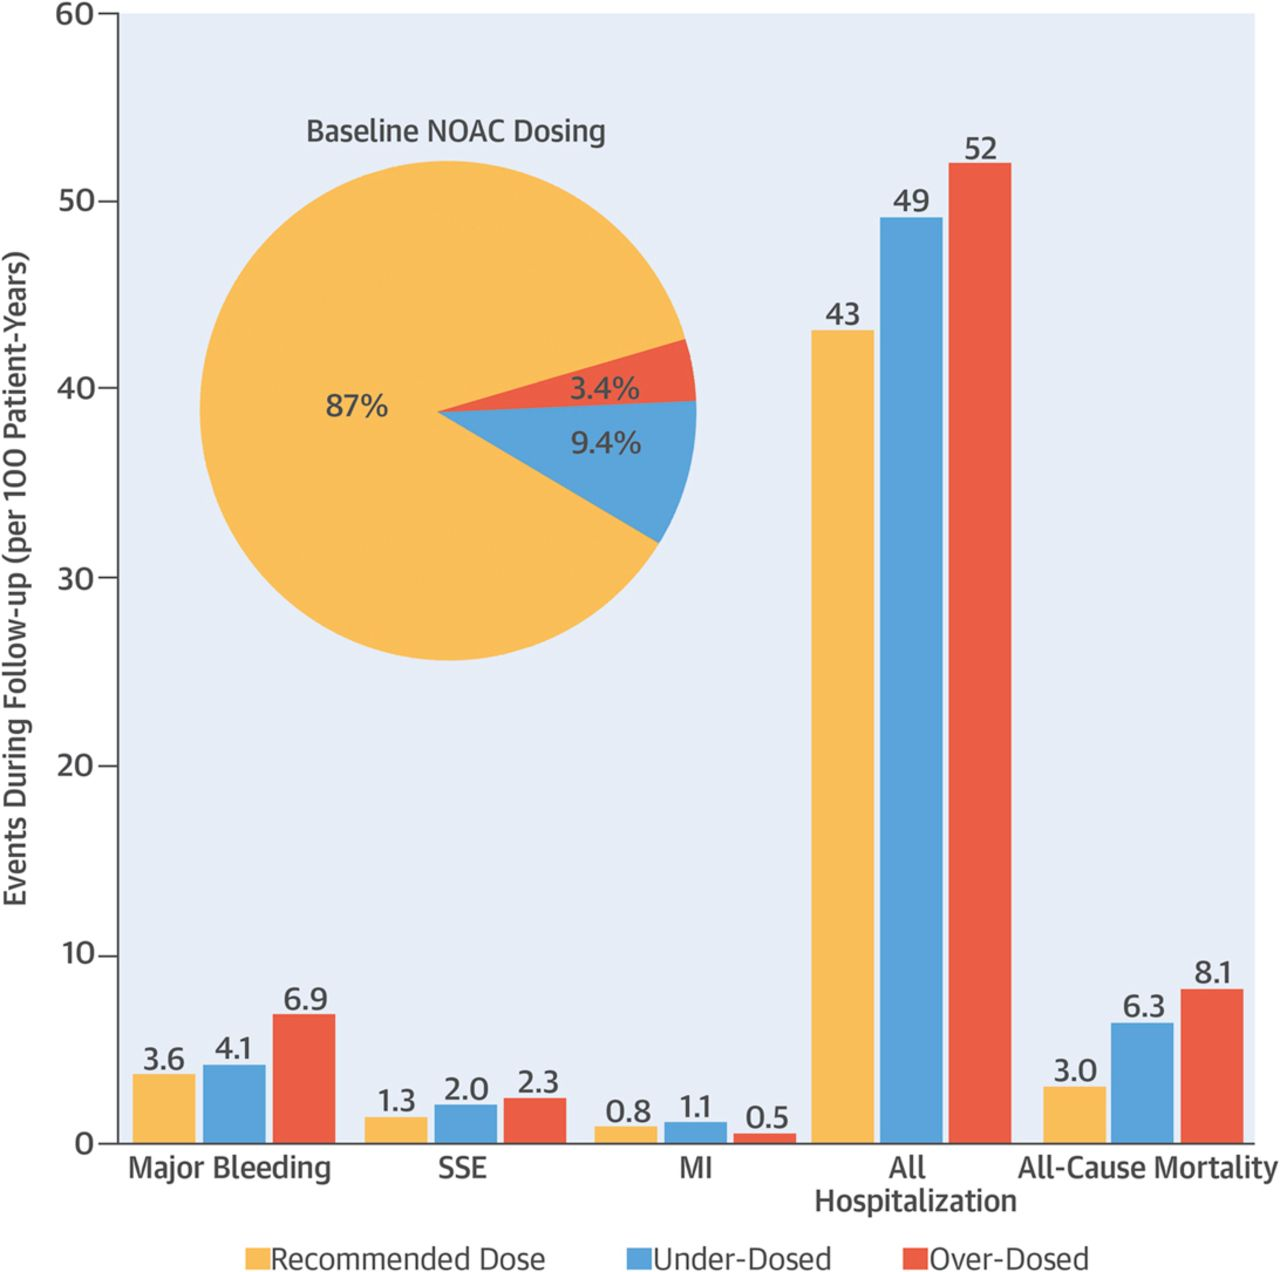 Events During Follow-up (per 100 Patient-Years)
60
50
40
30
20
10
0
Baseline NOAC Dosing
87%
3.4%
9.4%
3.6
4.1
6.9
1.3
2.0
2.3
0.8
1.1
0.5
43
49
52
3.0
6.3
8.1
Major Bleeding
SSE
MI
All
Hospitalization
All-Cause Mortality
Recommended Dose
Under-Dosed
Over-Dosed